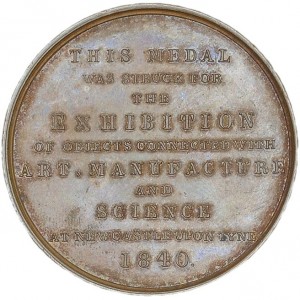 THIS MEDAL
WAS STRUCK FOR
THE
EXHIBITION
OF OBJECTS CONNECTED WITH
ART, MANUFACTURE
AND
SCIENCE
AT NEWCASTLE UPON TYNE
1840.